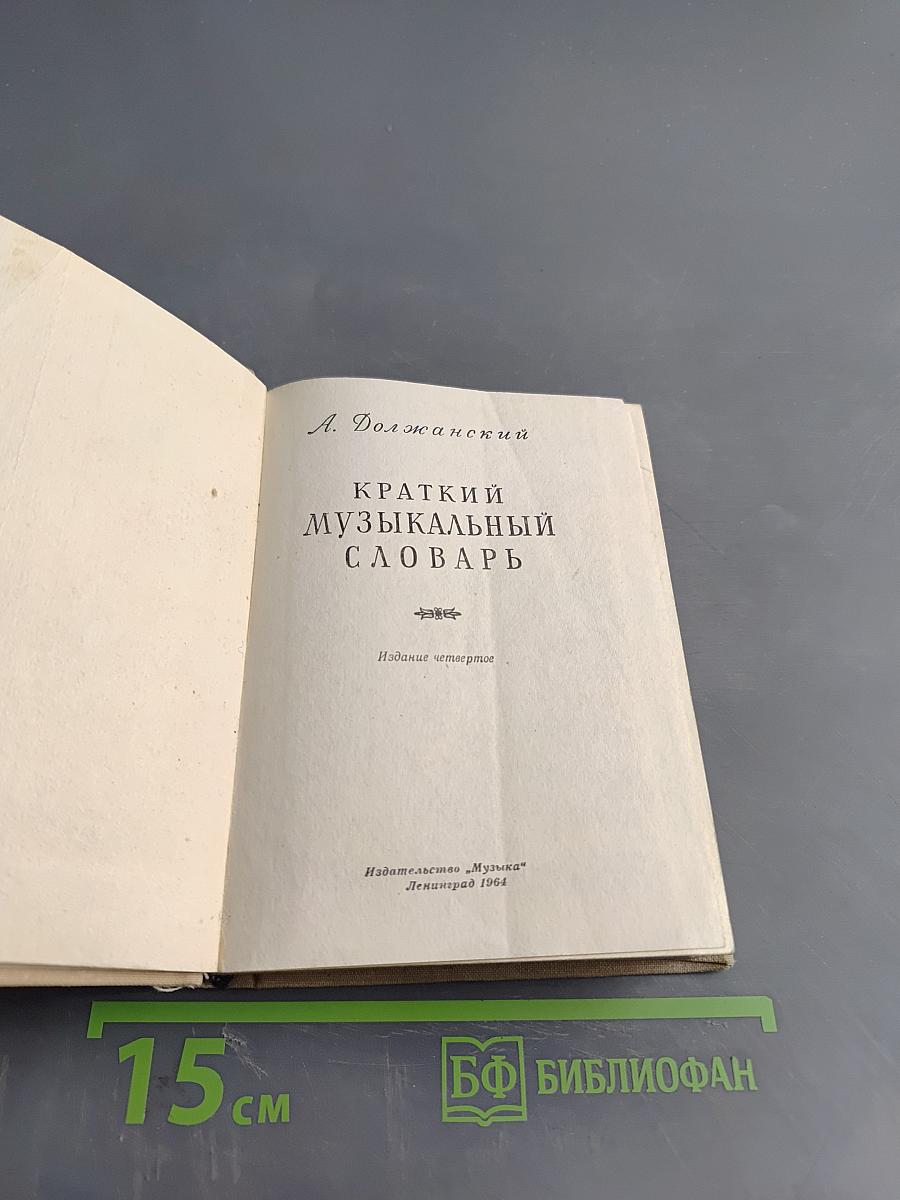 А. Должанский
КРАТКИЙ
МУЗЫКАЛЬНЫЙ
СЛОВАРЬ
Издание четвертое
Издательство „Музыка“
Ленинград 1964
15 см
БФ БИБЛИОФАН